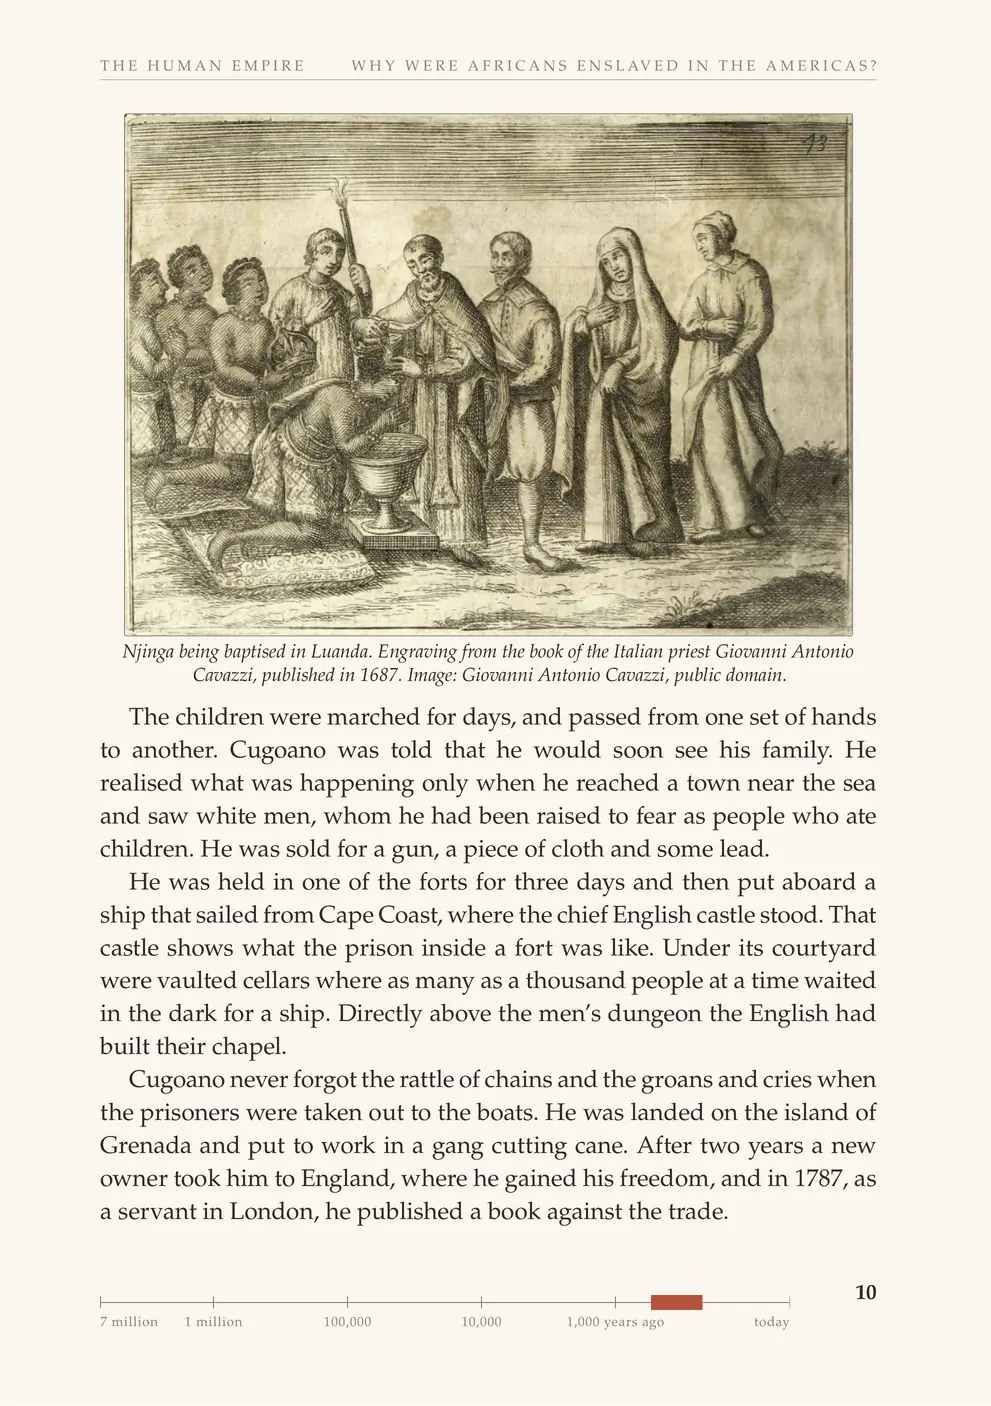 THE HUMAN EMPIRE WHY WERE AFRICANS ENSLAVED IN THE AMERICAS?
13
Njinga being baptised in Luanda. Engraving from the book of the Italian priest Giovanni Antonio
Cavazzi, published in 1687. Image: Giovanni Antonio Cavazzi, public domain.
The children were marched for days, and passed from one set of hands
to another. Cugoano was told that he would soon see his family. He
realised what was happening only when he reached a town near the sea
and saw white men, whom he had been raised to fear as people who ate
children. He was sold for a gun, a piece of cloth and some lead.
He was held in one of the forts for three days and then put aboard a
ship that sailed from Cape Coast, where the chief English castle stood. That
castle shows what the prison inside a fort was like. Under its courtyard
were vaulted cellars where as many as a thousand people at a time waited
in the dark for a ship. Directly above the men’s dungeon the English had
built their chapel.
Cugoano never forgot the rattle of chains and the groans and cries when
the prisoners were taken out to the boats. He was landed on the island of
Grenada and put to work in a gang cutting cane. After two years a new
owner took him to England, where he gained his freedom, and in 1787, as
a servant in London, he published a book against the trade.
10
7 million 1 million 100,000 10,000 1,000 years ago today